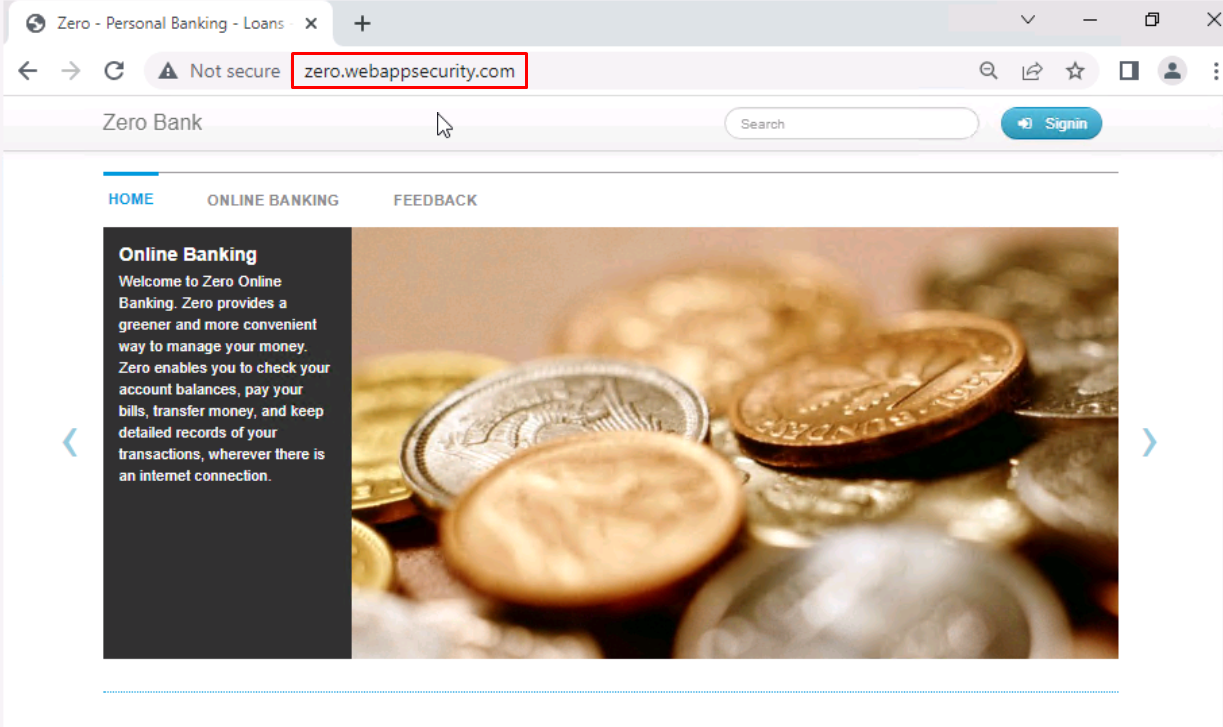 Zero - Personal Banking - Loans
Not secure
zero.webappsecurity.com
Zero Bank
Search
Signin
HOME
ONLINE BANKING
FEEDBACK
Online Banking
Welcome to Zero Online
Banking. Zero provides a
greener and more convenient
way to manage your money.
Zero enables you to check your
account balances, pay your
bills, transfer money, and keep
detailed records of your
transactions, wherever there is
an internet connection.